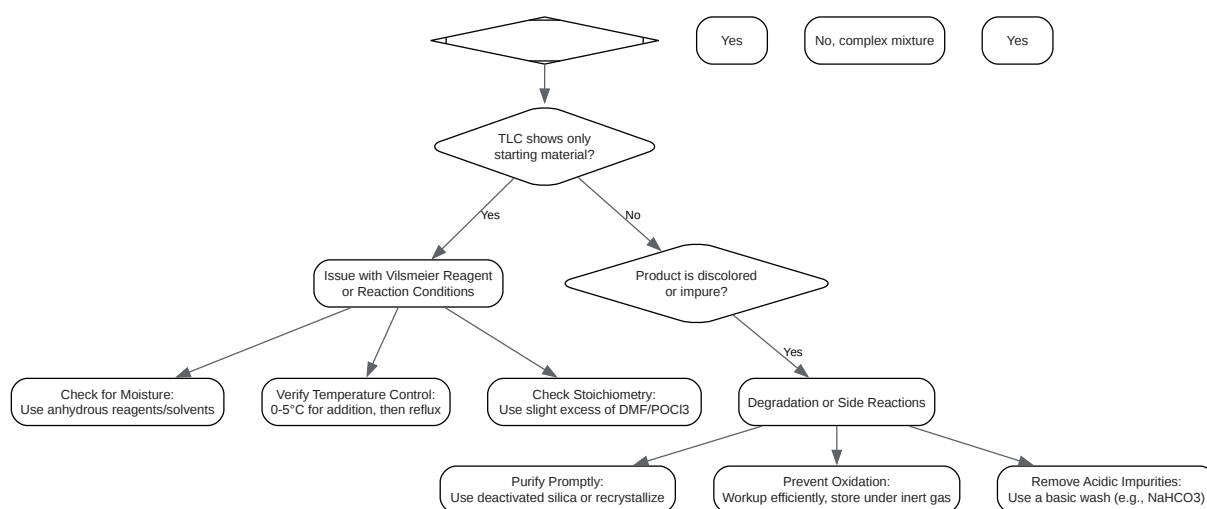 Yes
No, complex mixture
Yes
TLC shows only
starting material?
Yes
No
Issue with Vilsmeier Reagent
or Reaction Conditions
Product is discolored
or impure?
Yes
Check for Moisture:
Use anhydrous reagents/solvents
Verify Temperature Control:
0-5°C for addition, then reflux
Check Stoichiometry:
Use slight excess of DMF/POCl3
Degradation or Side Reactions
Purify Promptly:
Use deactivated silica or recrystallize
Prevent Oxidation:
Workup efficiently, store under inert gas
Remove Acidic Impurities:
Use a basic wash (e.g., NaHCO3)